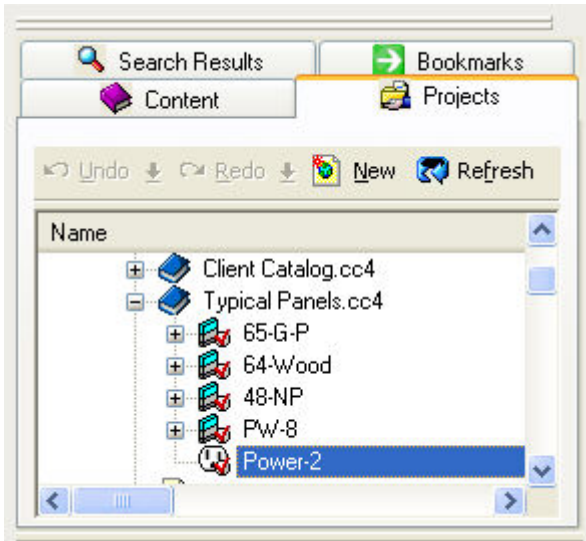 Search Results Bookmarks
Content Projects
Undo Redo New Refresh
Name
Client Catalog.cc4
Typical Panels.cc4
65-G-P
64-Wood
48-NP
PW-8
Power-2